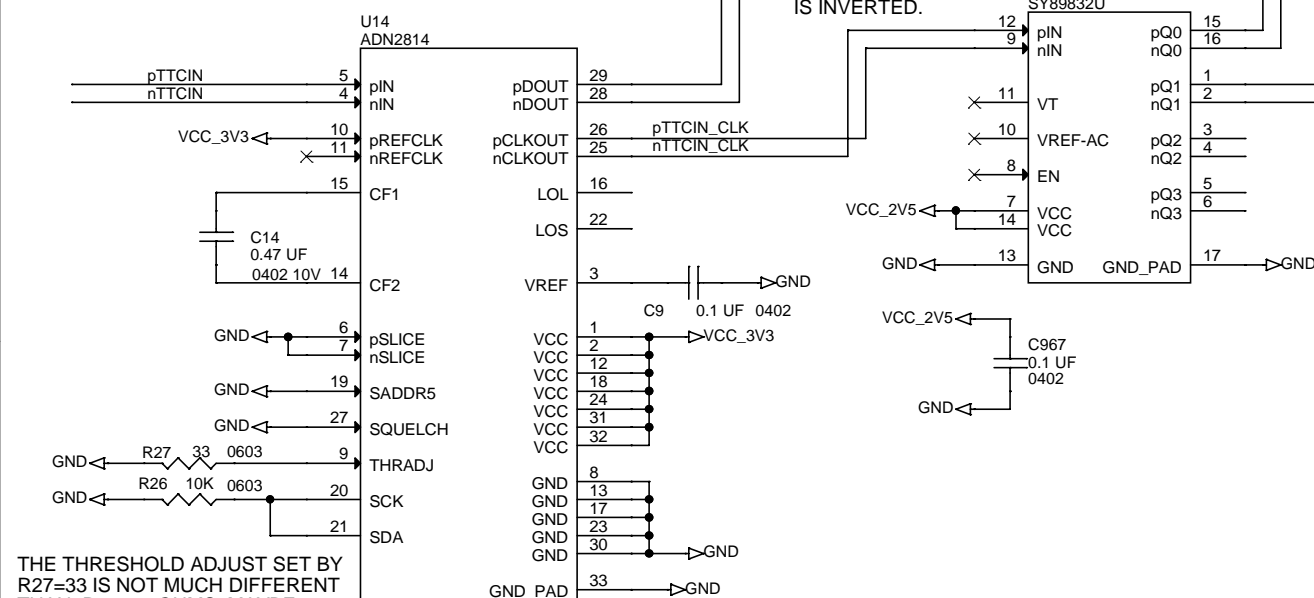 IS INVERTED.
U14
ADN2814
SY89832U
pTTCIN 5 pIN
nTTCIN 4 nIN
VCC_3V3 10 pREFCLK
11 nREFCLK
15 CF1
C14
0.47 UF
0402 10V 14 CF2
GND 6 pSLICE
7 nSLICE
GND 19 SADDR5
GND 27 SQUELCH
GND R27 33 0603 9 THRADJ
GND R26 10K 0603 20 SCK
21 SDA
pDOUT 29
nDOUT 28
pCLKOUT 26 pTTCIN_CLK
nCLKOUT 25 nTTCIN_CLK
LOL 16
LOS 22
VREF 3 GND
C9 0.1 UF 0402
VCC 1 VCC_3V3
VCC 2
VCC 12
VCC 18
VCC 24
VCC 31
VCC 32
GND 8
GND 13
GND 17
GND 23
GND 30 GND
GND_PAD 33 GND
12 pIN
9 nIN
11 VT
10 VREF-AC
8 EN
VCC_2V5 7 VCC
14 VCC
GND 13 GND
pQ0 15
nQ0 16
pQ1 1
nQ1 2
pQ2 3
nQ2 4
pQ3 5
nQ3 6
GND_PAD 17 GND
VCC_2V5
C967
0.1 UF
0402
GND
THE THRESHOLD ADJUST SET BY
R27=33 IS NOT MUCH DIFFERENT